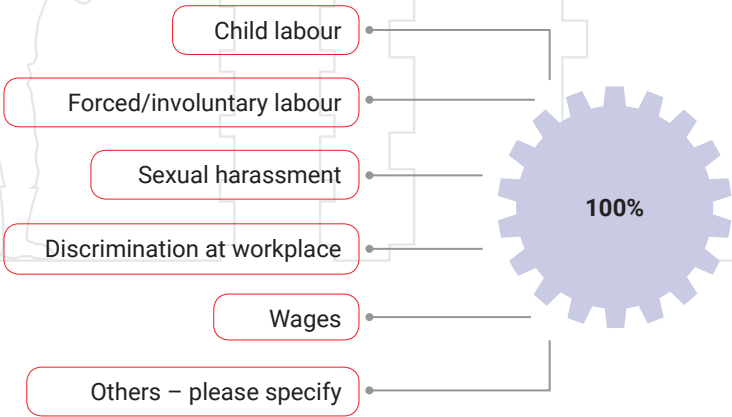 Child labour
Forced/involuntary labour
Sexual harassment
100%
Discrimination at workplace
Wages
Others – please specify